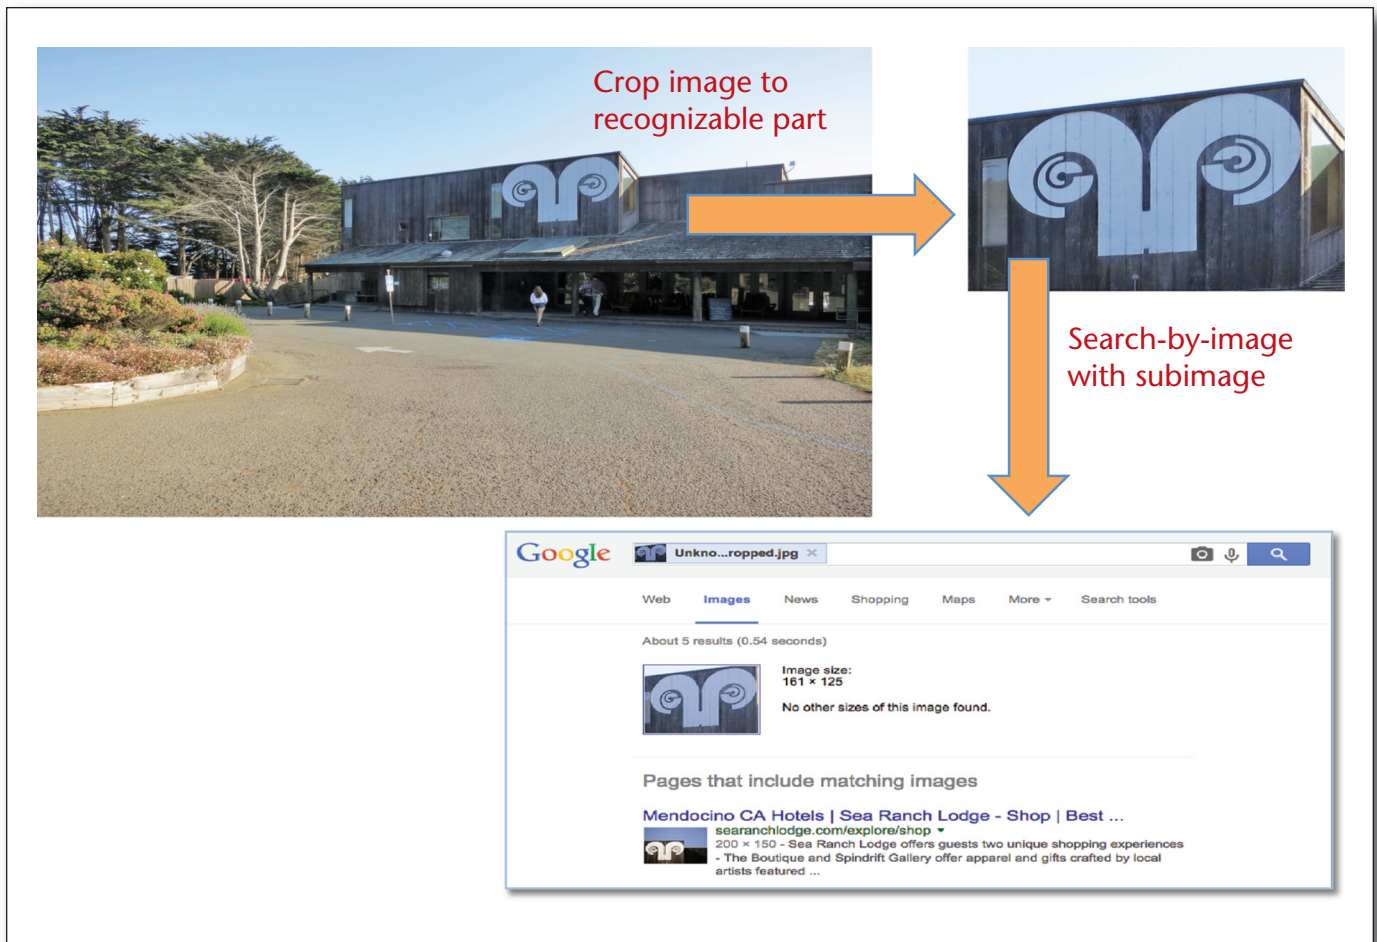 Crop image to
recognizable part
Search-by-image
with subimage
Google
Unkno...ropped.jpg ×
Web Images News Shopping Maps More Search tools
About 5 results (0.54 seconds)
Image size:
161 × 125
No other sizes of this image found.
Pages that include matching images
Mendocino CA Hotels | Sea Ranch Lodge - Shop | Best ...
searanchlodge.com/explore/shop
200 × 150 - Sea Ranch Lodge offers guests two unique shopping experiences
- The Boutique and Spindrift Gallery offer apparel and gifts crafted by local
artists featured ...